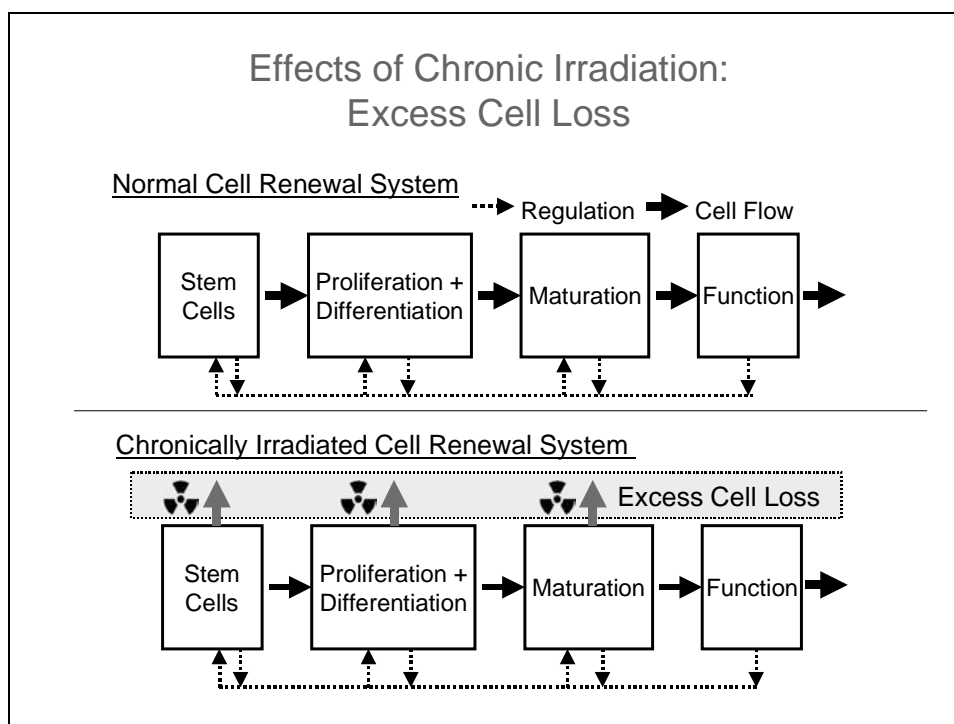 Effects of Chronic Irradiation:
Excess Cell Loss
Normal Cell Renewal System
Regulation
Cell Flow
Stem
Cells
Proliferation +
Differentiation
Maturation
Function
Chronically Irradiated Cell Renewal System
Excess Cell Loss
Stem
Cells
Proliferation +
Differentiation
Maturation
Function